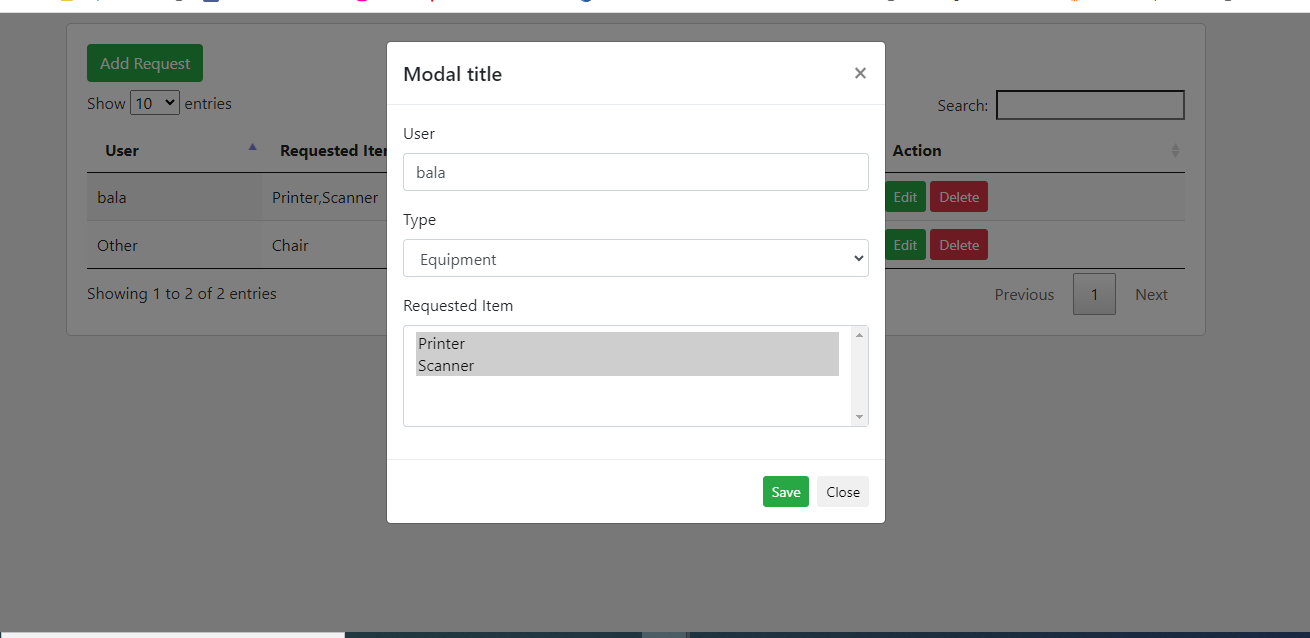 Add Request
Show 10 entries
Search:
User Requested Iter Action
bala Printer,Scanner Edit Delete
Other Chair Edit Delete
Showing 1 to 2 of 2 entries
Previous 1 Next
Modal title ×
User
bala
Type
Equipment
Requested Item
Printer
Scanner
Save Close